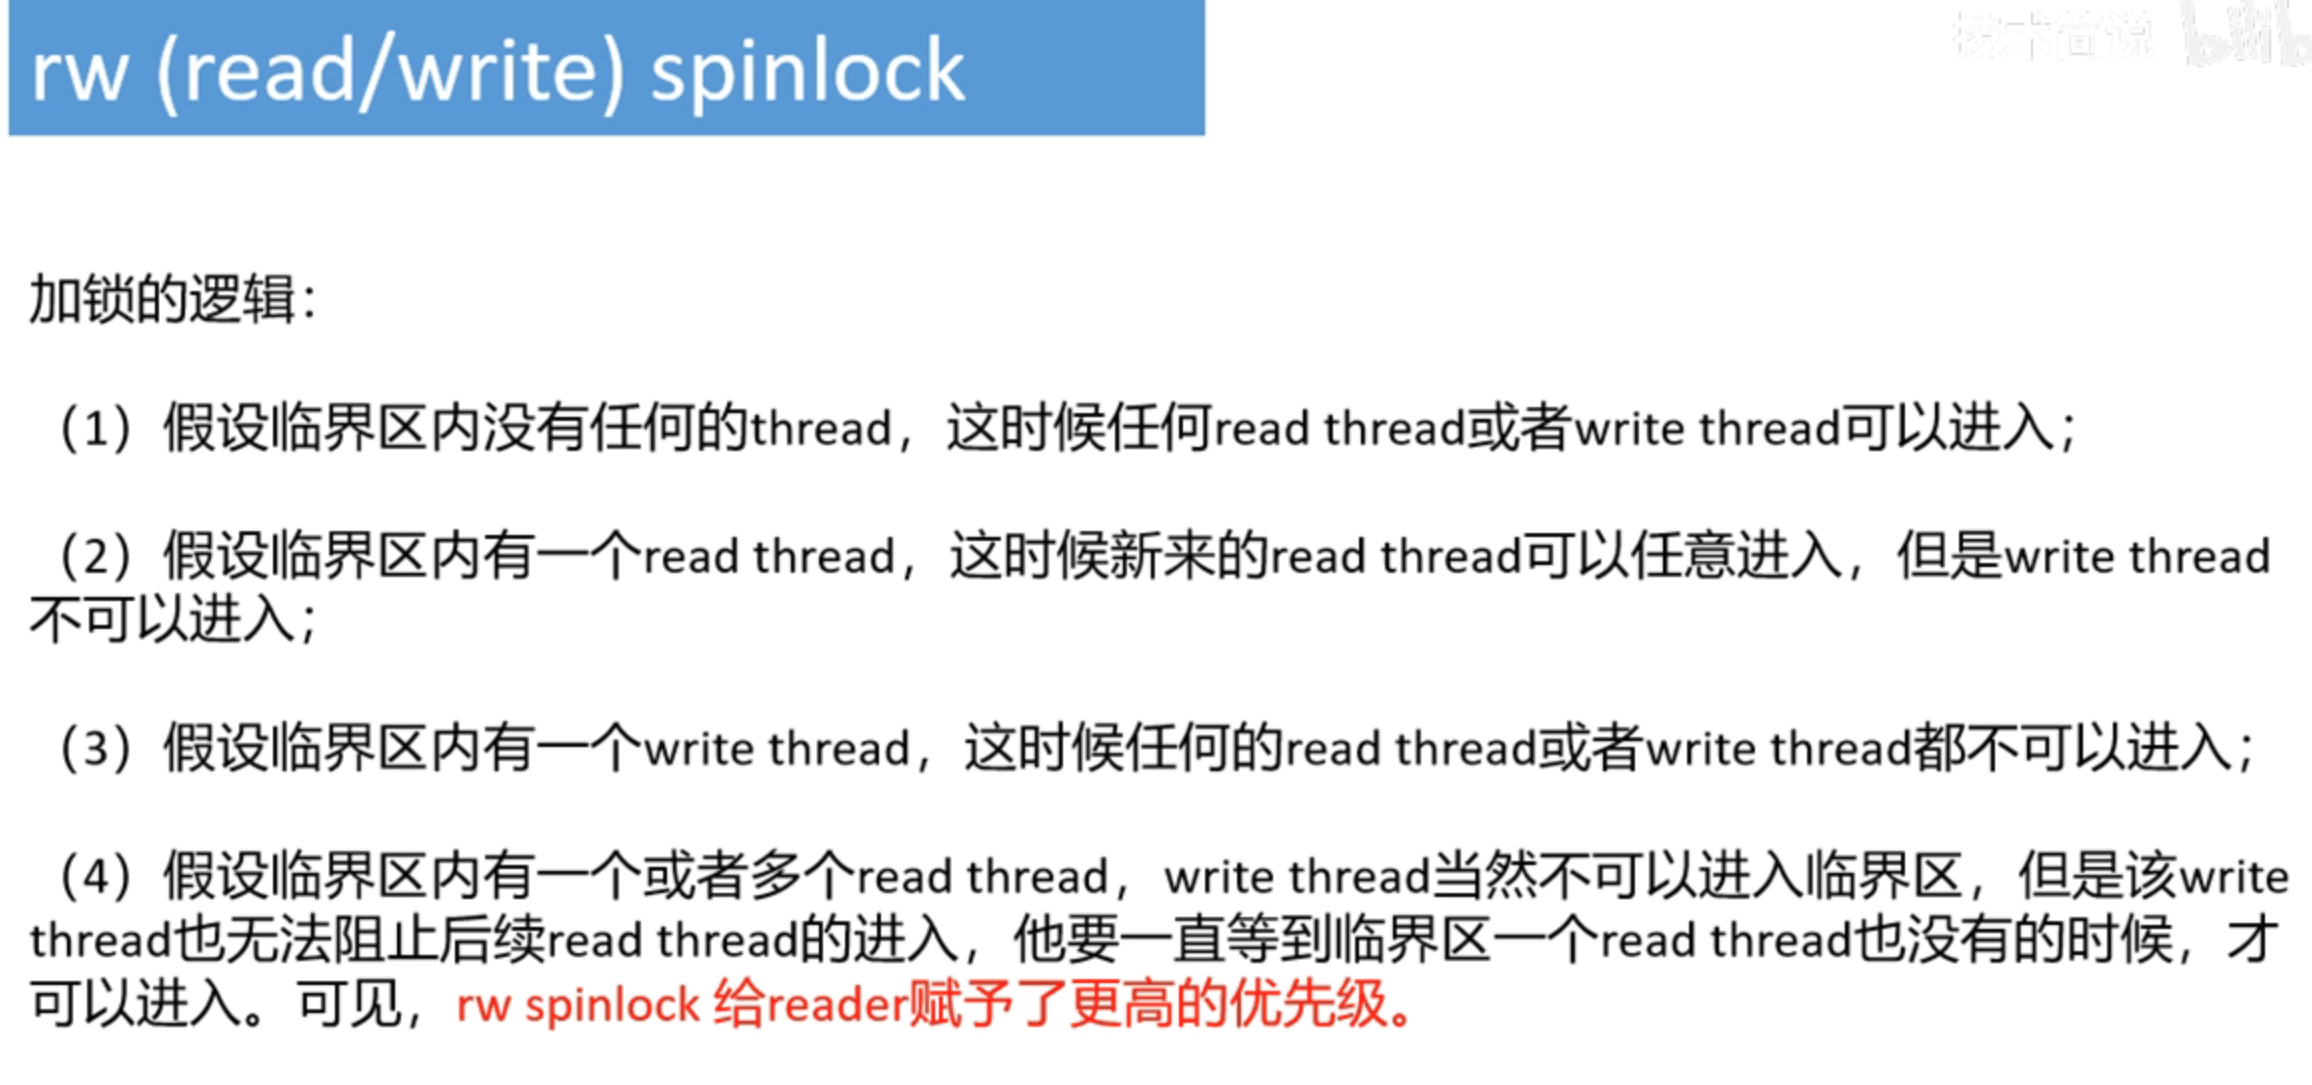 rw (read/write) spinlock
技术简说 bilib
加锁的逻辑：
（1）假设临界区内没有任何的thread，这时候任何read thread或者write thread可以进入；
（2）假设临界区内有一个read thread，这时候新来的read thread可以任意进入，但是write thread
不可以进入；
（3）假设临界区内有一个write thread，这时候任何的read thread或者write thread都不可以进入；
（4）假设临界区内有一个或者多个read thread，write thread当然不可以进入临界区，但是该write
thread也无法阻止后续read thread的进入，他要一直等到临界区一个read thread也没有的时候，才
可以进入。可见，rw spinlock 给reader赋予了更高的优先级。